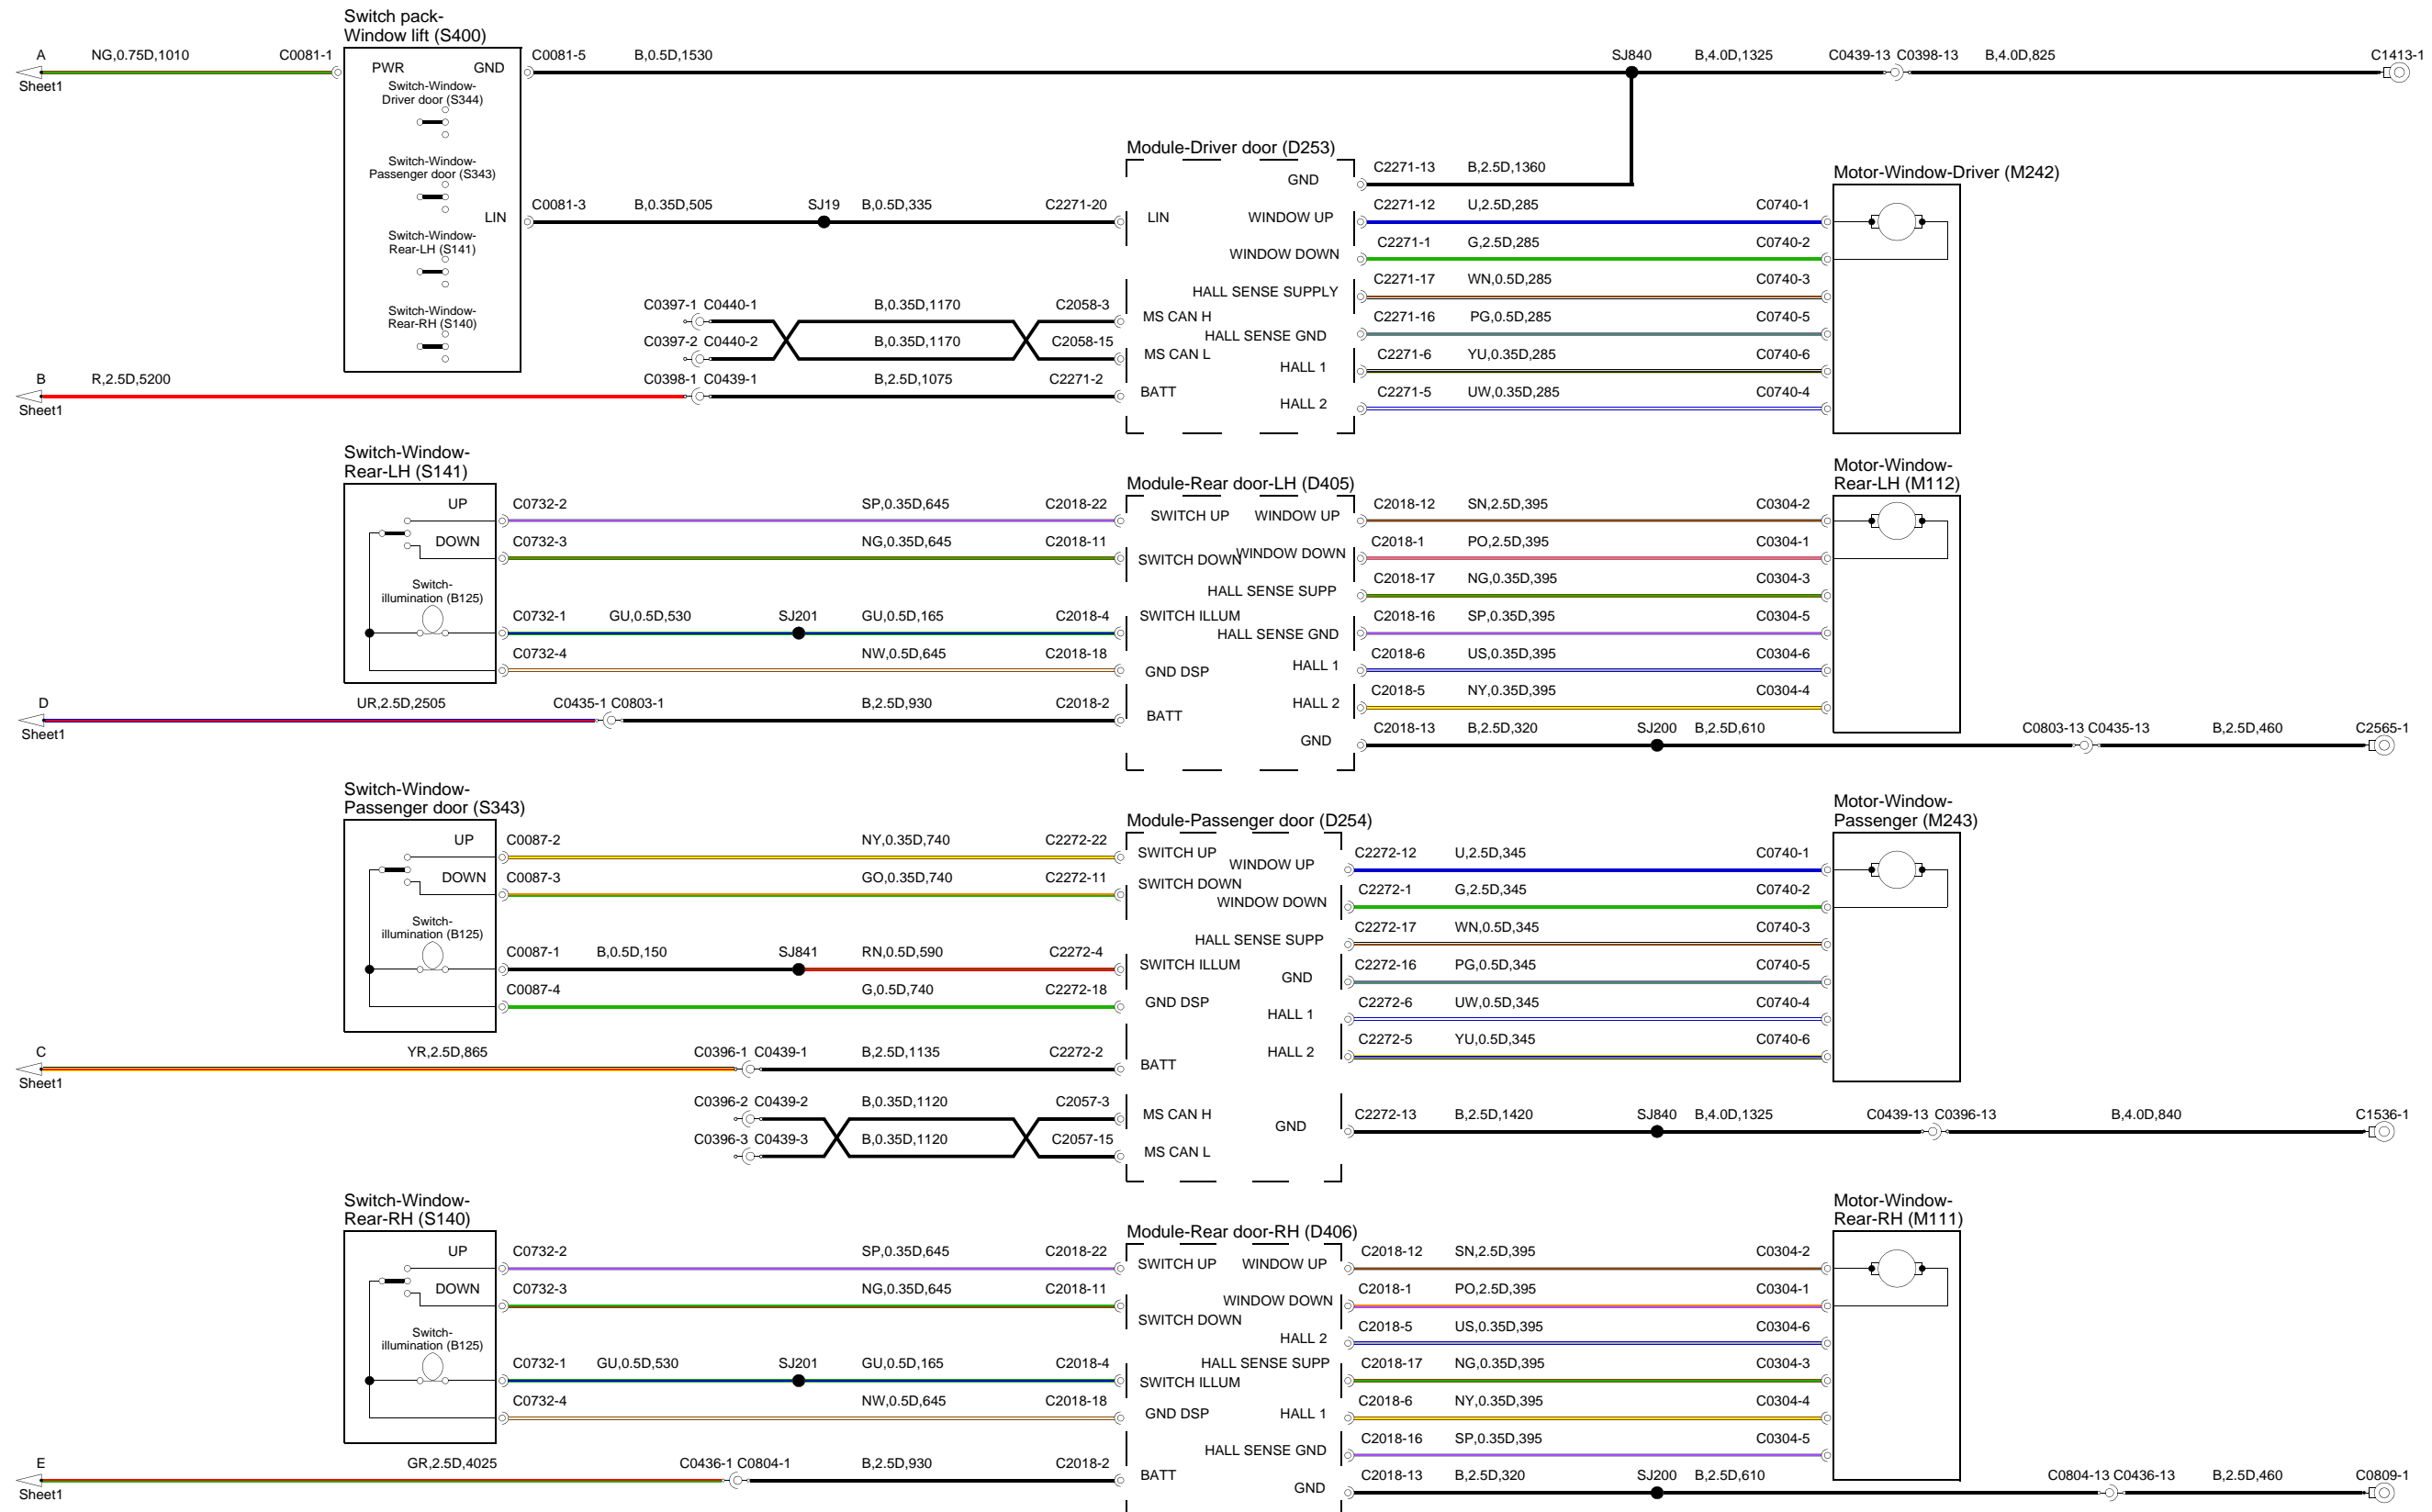 Switch pack-
Window lift (S400)
A NG,0.75D,1010 C0081-1 C0081-5 B,0.5D,1530 SJ840 B,4.0D,1325 C0439-13 C0398-13 B,4.0D,825 C1413-1
Sheet1
PWR GND
Switch-Window-
Driver door (S344)
Switch-Window-
Passenger door (S343)
LIN C0081-3 B,0.35D,505 SJ19 B,0.5D,335 C2271-20
Switch-Window-
Rear-LH (S141)
Switch-Window-
Rear-RH (S140)
Module-Driver door (D253)
GND C2271-13 B,2.5D,1360
Motor-Window-Driver (M242)
LIN WINDOW UP C2271-12 U,2.5D,285 C0740-1
WINDOW DOWN C2271-1 G,2.5D,285 C0740-2
HALL SENSE SUPPLY C2271-17 WN,0.5D,285 C0740-3
C0397-1 C0440-1 B,0.35D,1170 C2058-3 MS CAN H
HALL SENSE GND C2271-16 PG,0.5D,285 C0740-5
C0397-2 C0440-2 B,0.35D,1170 C2058-15 MS CAN L
HALL 1 C2271-6 YU,0.35D,285 C0740-6
B R,2.5D,5200 C0398-1 C0439-1 B,2.5D,1075 C2271-2 BATT
Sheet1
HALL 2 C2271-5 UW,0.35D,285 C0740-4
Switch-Window-
Rear-LH (S141)
Module-Rear door-LH (D405)
Motor-Window-
Rear-LH (M112)
UP C0732-2 SP,0.35D,645 C2018-22 SWITCH UP WINDOW UP C2018-12 SN,2.5D,395 C0304-2
DOWN C0732-3 NG,0.35D,645 C2018-11 SWITCH DOWN WINDOW DOWN C2018-1 PO,2.5D,395 C0304-1
HALL SENSE SUPP C2018-17 NG,0.35D,395 C0304-3
Switch-
illumination (B125)
C0732-1 GU,0.5D,530 SJ201 GU,0.5D,165 C2018-4 SWITCH ILLUM HALL SENSE GND C2018-16 SP,0.35D,395 C0304-5
C0732-4 NW,0.5D,645 C2018-18 GND DSP HALL 1 C2018-6 US,0.35D,395 C0304-6
HALL 2 C2018-5 NY,0.35D,395 C0304-4
D UR,2.5D,2505 C0435-1 C0803-1 B,2.5D,930 C2018-2 BATT
Sheet1
GND C2018-13 B,2.5D,320 SJ200 B,2.5D,610 C0803-13 C0435-13 B,2.5D,460 C2565-1
Switch-Window-
Passenger door (S343)
Module-Passenger door (D254)
Motor-Window-
Passenger (M243)
UP C0087-2 NY,0.35D,740 C2272-22 SWITCH UP WINDOW UP C2272-12 U,2.5D,345 C0740-1
DOWN C0087-3 GO,0.35D,740 C2272-11 SWITCH DOWN WINDOW DOWN C2272-1 G,2.5D,345 C0740-2
Switch-
illumination (B125)
HALL SENSE SUPP C2272-17 WN,0.5D,345 C0740-3
C0087-1 B,0.5D,150 SJ841 RN,0.5D,590 C2272-4 SWITCH ILLUM GND C2272-16 PG,0.5D,345 C0740-5
C0087-4 G,0.5D,740 C2272-18 GND DSP HALL 1 C2272-6 UW,0.5D,345 C0740-4
HALL 2 C2272-5 YU,0.5D,345 C0740-6
C YR,2.5D,865 C0396-1 C0439-1 B,2.5D,1135 C2272-2 BATT
Sheet1
C0396-2 C0439-2 B,0.35D,1120 C2057-3 MS CAN H
GND C2272-13 B,2.5D,1420 SJ840 B,4.0D,1325 C0439-13 C0396-13 B,4.0D,840 C1536-1
C0396-3 C0439-3 B,0.35D,1120 C2057-15 MS CAN L
Switch-Window-
Rear-RH (S140)
Module-Rear door-RH (D406)
Motor-Window-
Rear-RH (M111)
UP C0732-2 SP,0.35D,645 C2018-22 SWITCH UP WINDOW UP C2018-12 SN,2.5D,395 C0304-2
DOWN C0732-3 NG,0.35D,645 C2018-11 SWITCH DOWN WINDOW DOWN C2018-1 PO,2.5D,395 C0304-1
Switch-
illumination (B125)
HALL 2 C2018-5 US,0.35D,395 C0304-6
C0732-1 GU,0.5D,530 SJ201 GU,0.5D,165 C2018-4 SWITCH ILLUM HALL SENSE SUPP C2018-17 NG,0.35D,395 C0304-3
C0732-4 NW,0.5D,645 C2018-18 GND DSP HALL 1 C2018-6 NY,0.35D,395 C0304-4
HALL SENSE GND C2018-16 SP,0.35D,395 C0304-5
E GR,2.5D,4025 C0436-1 C0804-1 B,2.5D,930 C2018-2 BATT
Sheet1
GND C2018-13 B,2.5D,320 SJ200 B,2.5D,610 C0804-13 C0436-13 B,2.5D,460 C0809-1